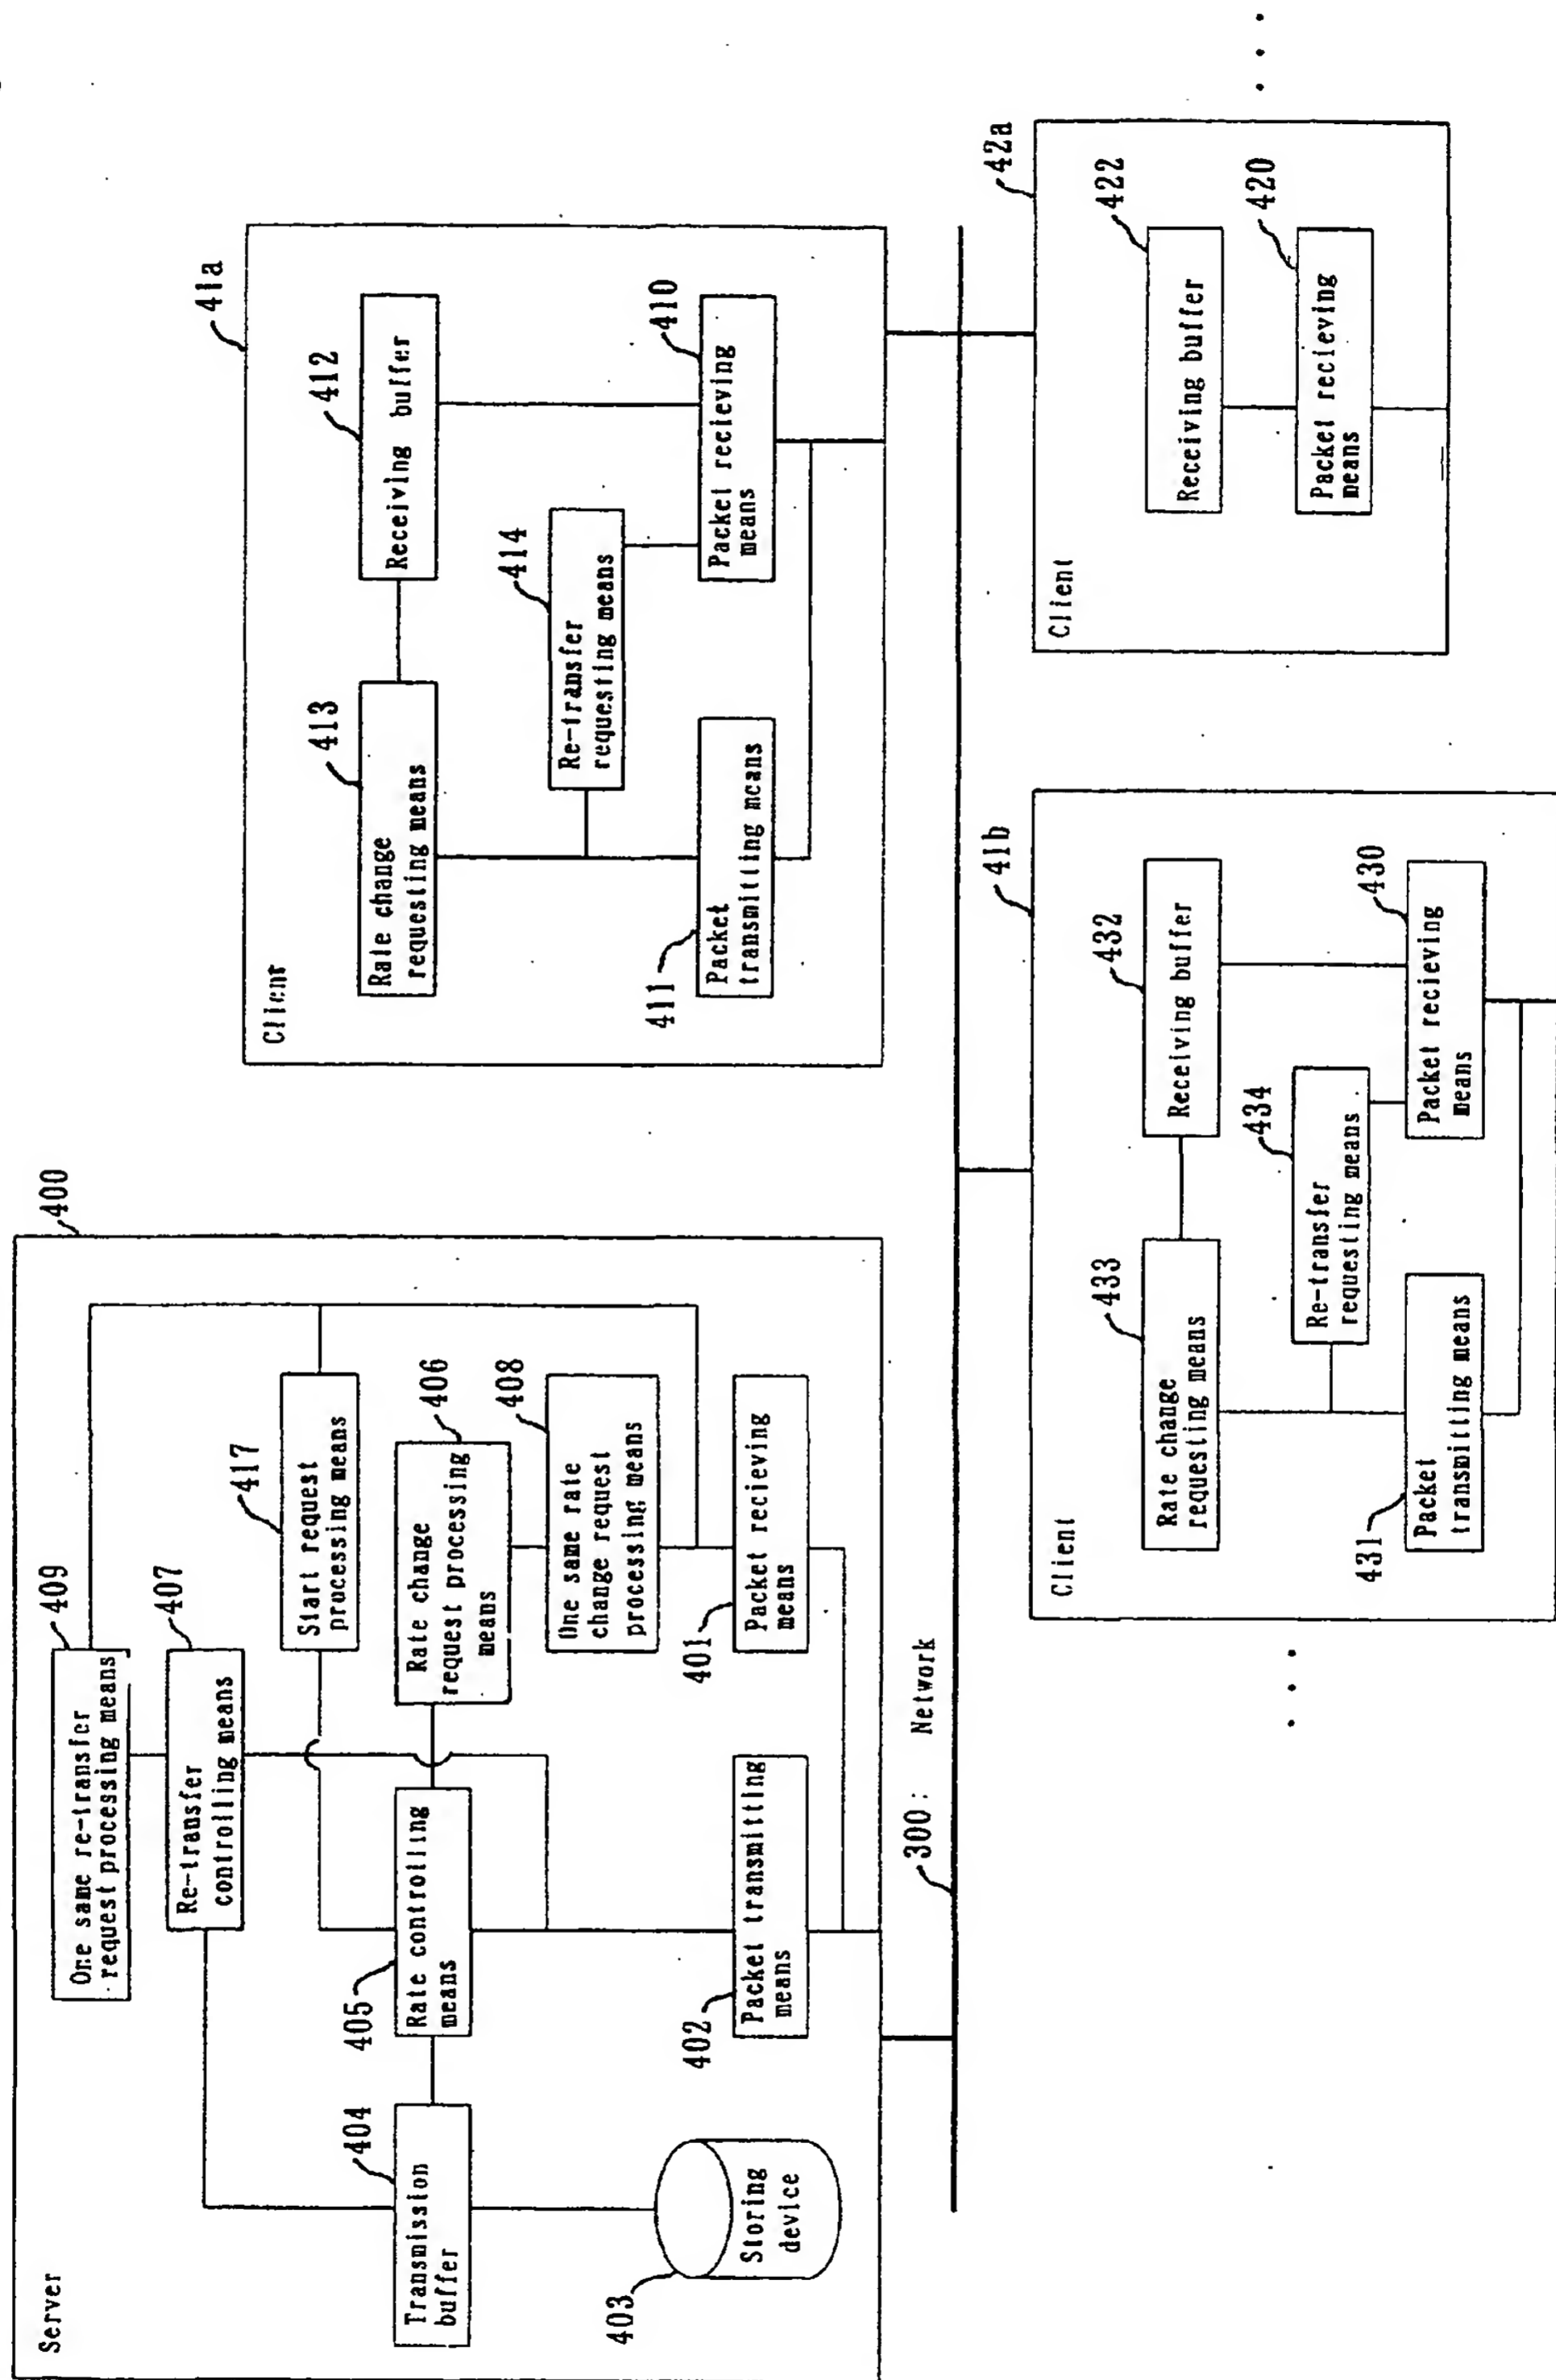 Server
400
One same re-transfer
request processing means
409
Re-transfer
controlling means
407
Start request
processing means
417
Transmission
buffer
404
Rate controlling
means
405
Rate change
request processing
means
406
One same rate
change request
processing means
408
Storing
device
403
Packet transmitting
means
402
Packet recieving
means
401
300: Network
Client
41a
Rate change
requesting means
413
Receiving buffer
412
Re-transfer
requesting means
414
Packet
transmitting means
411
Packet recieving
means
410
Client
41b
Rate change
requesting means
433
Receiving buffer
432
Re-transfer
requesting means
434
Packet
transmitting means
431
Packet recieving
means
430
Client
42a
Receiving buffer
422
Packet recieving
means
420